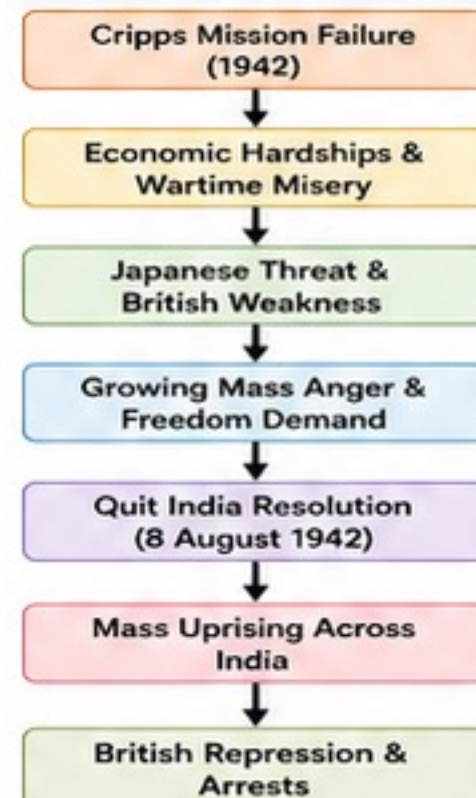 Cripps Mission Failure
(1942)
Economic Hardships &
Wartime Misery
Japanese Threat &
British Weakness
Growing Mass Anger &
Freedom Demand
Quit India Resolution
(8 August 1942)
Mass Uprising Across
India
British Repression &
Arrests